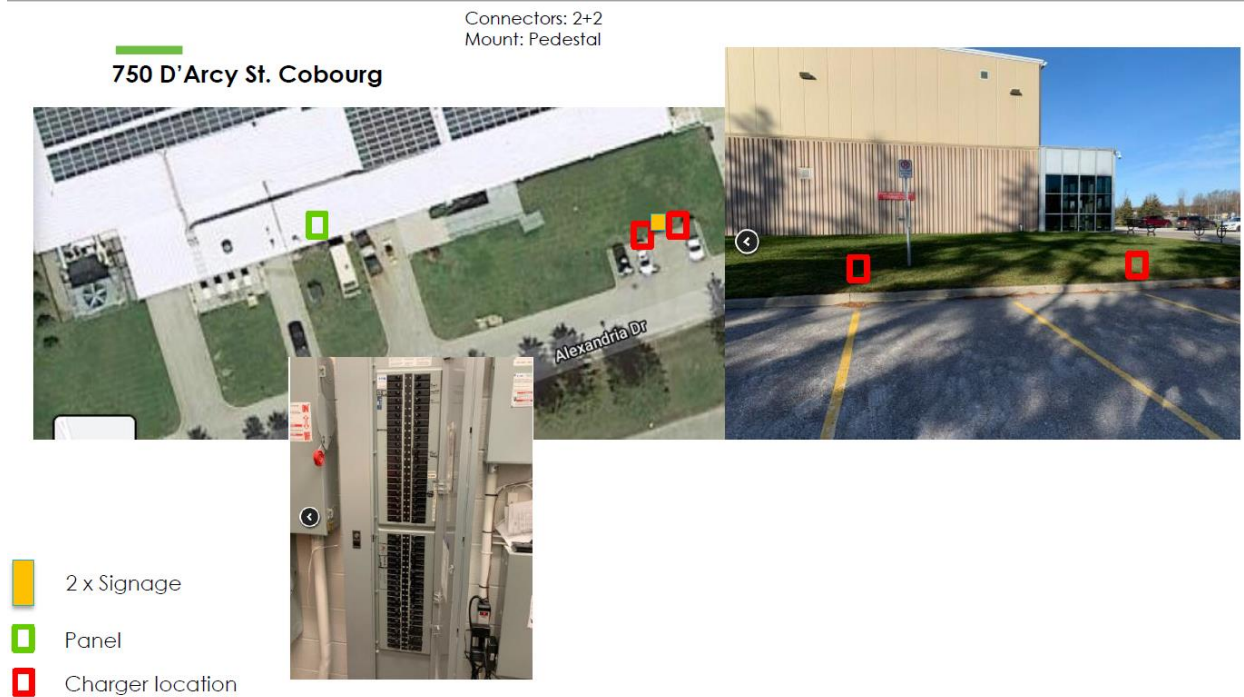 Connectors: 2+2
Mount: Pedestal
750 D'Arcy St. Cobourg
Alexandria Dr
2 x Signage
Panel
Charger location